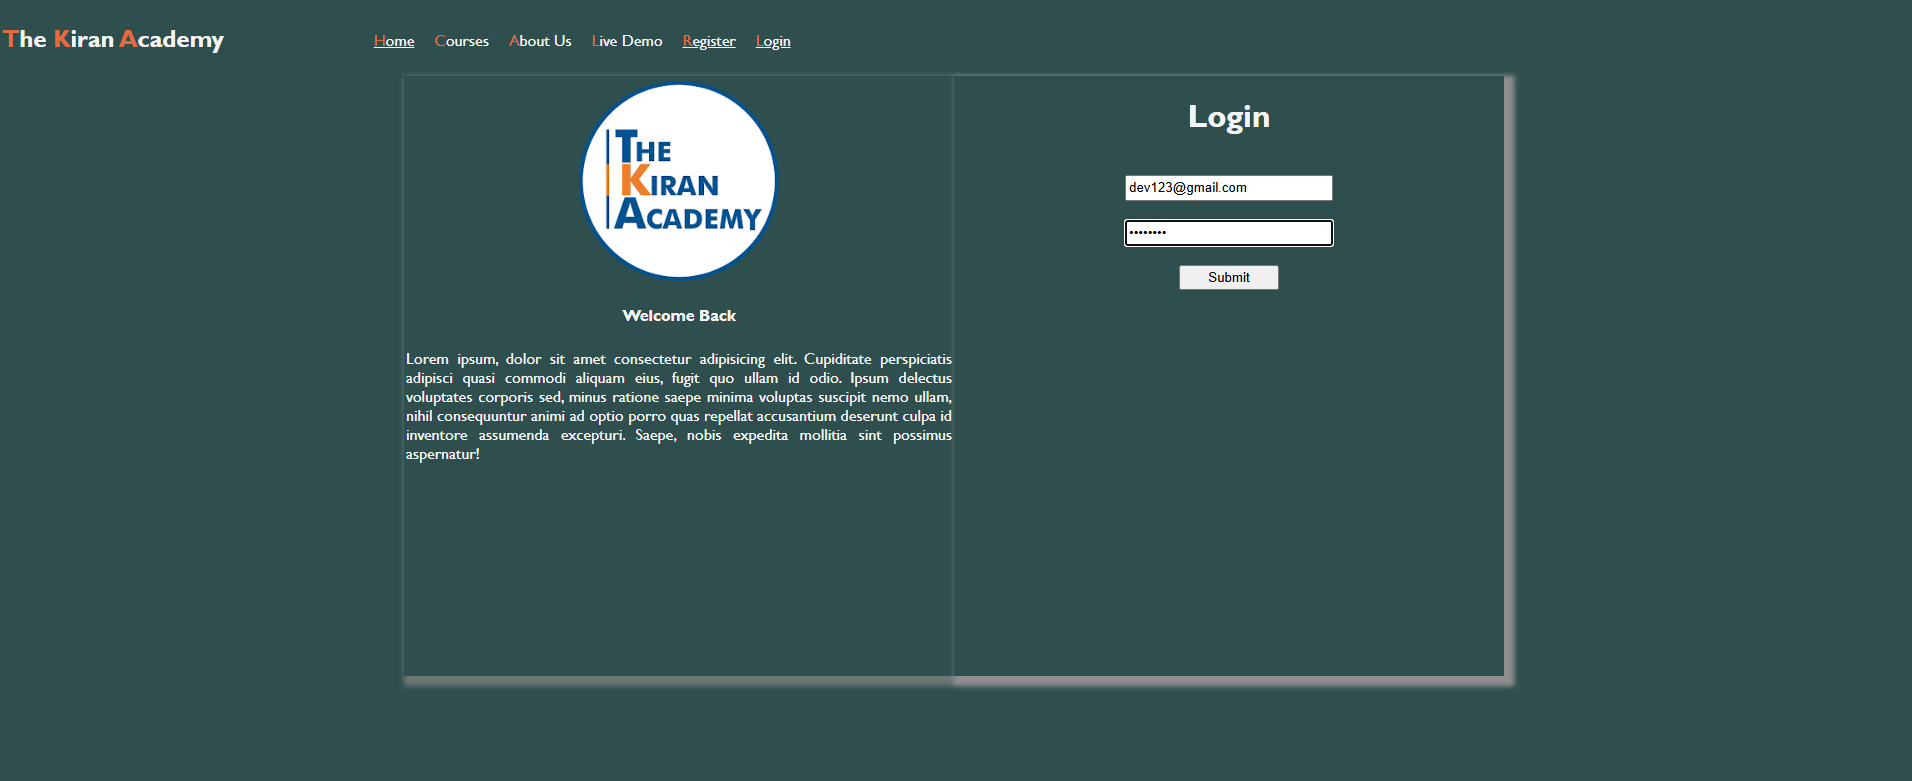 The Kiran Academy
Home Courses About Us Live Demo Register Login
THE
KIRAN
ACADEMY
Welcome Back
Lorem ipsum, dolor sit amet consectetur adipisicing elit. Cupiditate perspiciatis
adipisci quasi commodi aliquam eius, fugit quo ullam id odio. Ipsum delectus
voluptates corporis sed, minus ratione saepe minima voluptas suscipit nemo ullam,
nihil consequuntur animi ad optio porro quas repellat accusantium deserunt culpa id
inventore assumenda excepturi. Saepe, nobis expedita mollitia sint possimus
aspernatur!
Login
dev123@gmail.com
••••••••
Submit